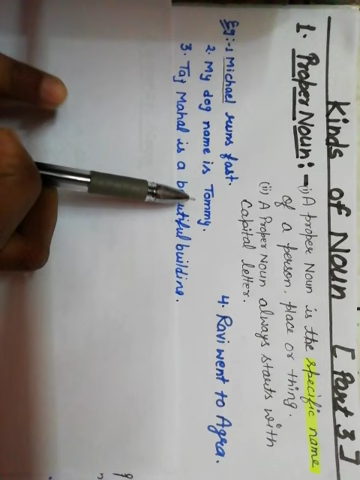 Kinds of Noun [Part 3]
1. Proper Noun:- (i) A proper Noun is the specific name
of a person, place or thing.
(ii) A Proper Noun always starts with
Capital letter.
Eg:- 1 Michael runs fast.
2. My dog name is Tommy.
4. Ravi went to Agra.
3. Taj Mahal is a beautiful building.